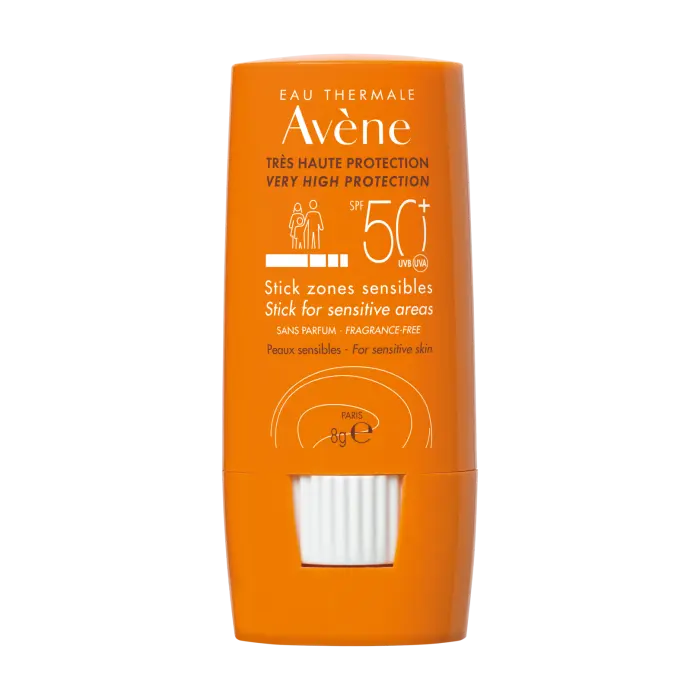 EAU THERMALE
Avène
TRÈS HAUTE PROTECTION
VERY HIGH PROTECTION
SPF 50+
UVB UVA
Stick zones sensibles
Stick for sensitive areas
SANS PARFUM - FRAGRANCE-FREE
Peaux sensibles - For sensitive skin
PARIS
8g e